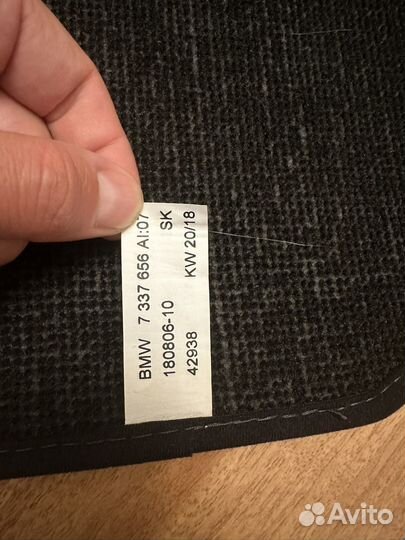 BMW 7 337 656 AI:07
180806-10 SK
42938 KW 20/18
Avito